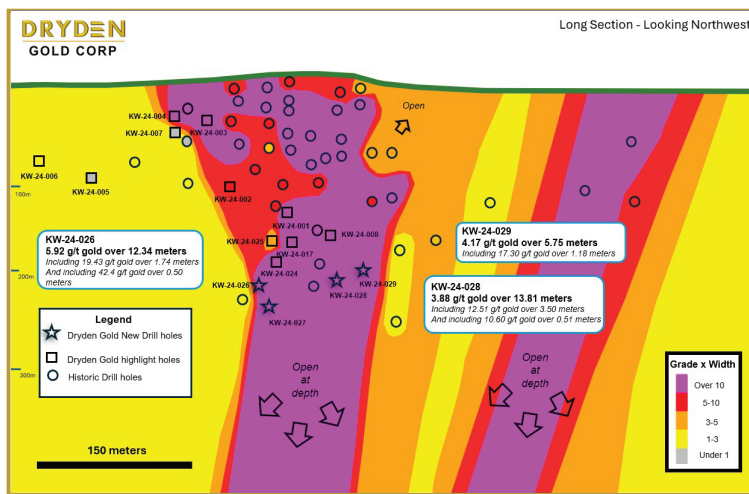 DRYDEN
GOLD CORP
Long Section - Looking Northwest
KW-24-004
KW-24-007
KW-24-003
Open
KW-24-006
KW-24-005
100m
KW-24-002
KW-24-001
KW-24-008
KW-24-025
KW-24-017
KW-24-024
KW-24-026
5.92 g/t gold over 12.34 meters
Including 19.43 g/t gold over 1.74 meters
And including 42.4 g/t gold over 0.50
meters
KW-24-029
4.17 g/t gold over 5.75 meters
Including 17.30 g/t gold over 1.18 meters
200m
KW-24-026
KW-24-028
KW-24-029
KW-24-027
KW-24-028
3.88 g/t gold over 13.81 meters
Including 12.51 g/t gold over 3.50 meters
And including 10.60 g/t gold over 0.51 meters
Legend
Dryden Gold New Drill holes
Dryden Gold highlight holes
Historic Drill holes
300m
Open
at
depth
Open
at
depth
150 meters
Grade x Width
Over 10
5-10
3-5
1-3
Under 1